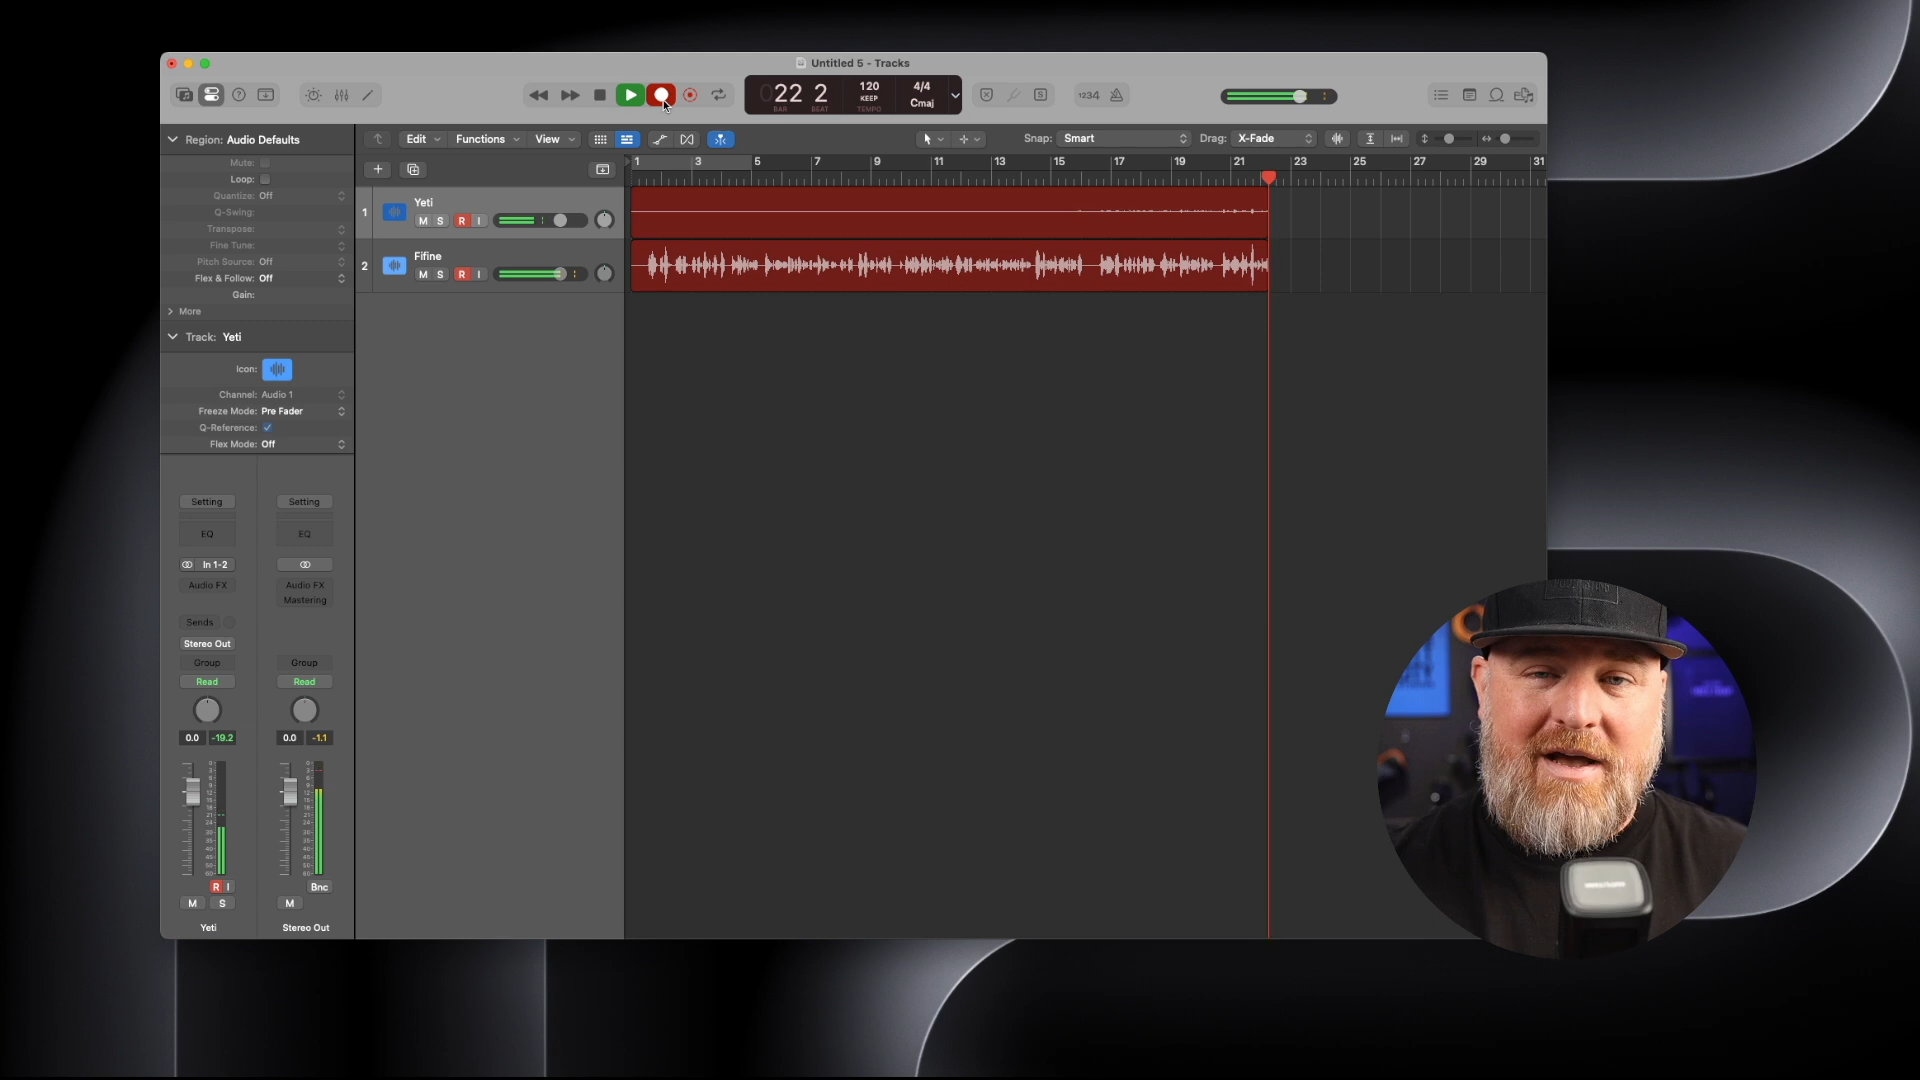 Untitled 5 - Tracks
022 2
BAR BEAT
120
KEEP
TEMPO
4/4
Cmaj
1234
Region: Audio Defaults
Mute:
Loop:
Quantize: Off
Q-Swing:
Transpose:
Fine Tune:
Pitch Source: Off
Flex & Follow: Off
Gain:
More
Track: Yeti
Icon:
Channel: Audio 1
Freeze Mode: Pre Fader
Q-Reference:
Flex Mode: Off
Edit Functions View
Snap: Smart
Drag: X-Fade
1 3 5 7 9 11 13 15 17 19 21 23 25 27 29 31
1 Yeti
M S R I
2 Fifine
M S R I
Setting Setting
EQ EQ
In 1-2
Audio FX Audio FX
Mastering
Sends
Stereo Out
Group Group
Read Read
0.0 -19.2 0.0 -1.1
R I Bnc
M S M
Yeti Stereo Out